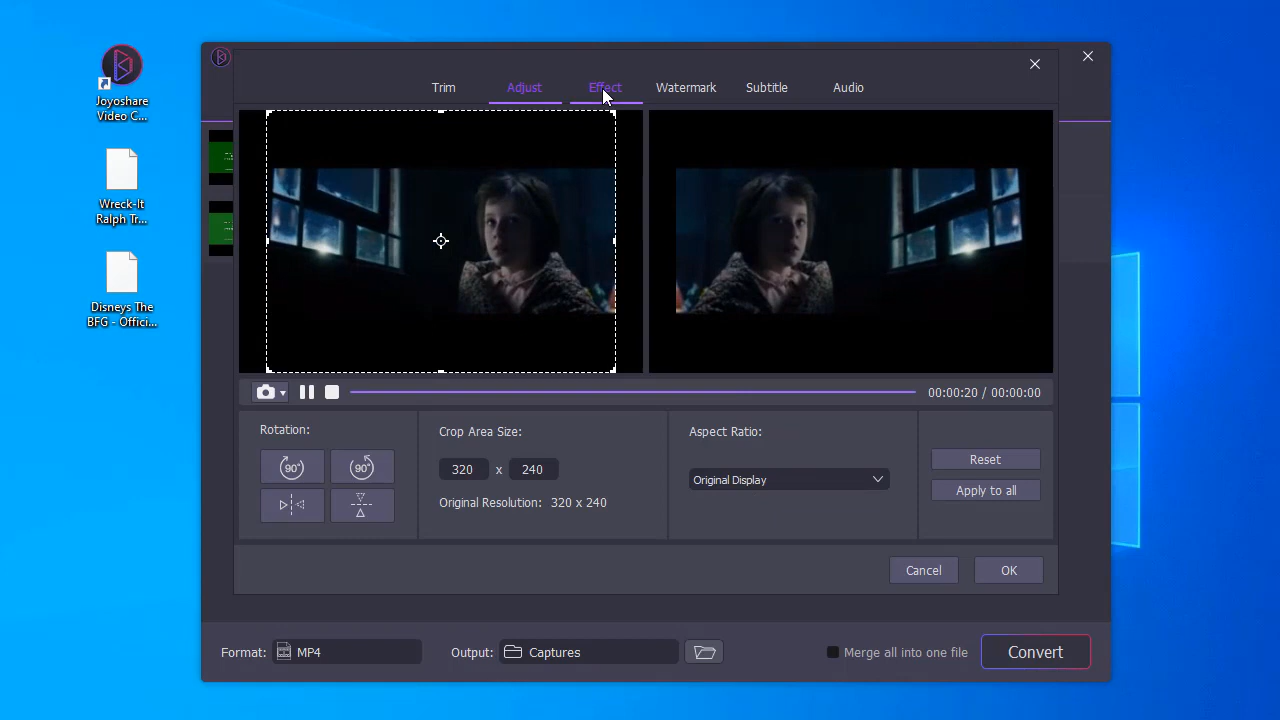 Joyoshare
Video C...
Wreck-It
Ralph Tr...
Disneys The
BFG - Offici...
Trim
Adjust
Effect
Watermark
Subtitle
Audio
00:00:20 / 00:00:00
Rotation:
90°
90°
Crop Area Size:
320 x 240
Original Resolution: 320 x 240
Aspect Ratio:
Original Display
Reset
Apply to all
Cancel
OK
Format:
MP4
Output:
Captures
Merge all into one file
Convert